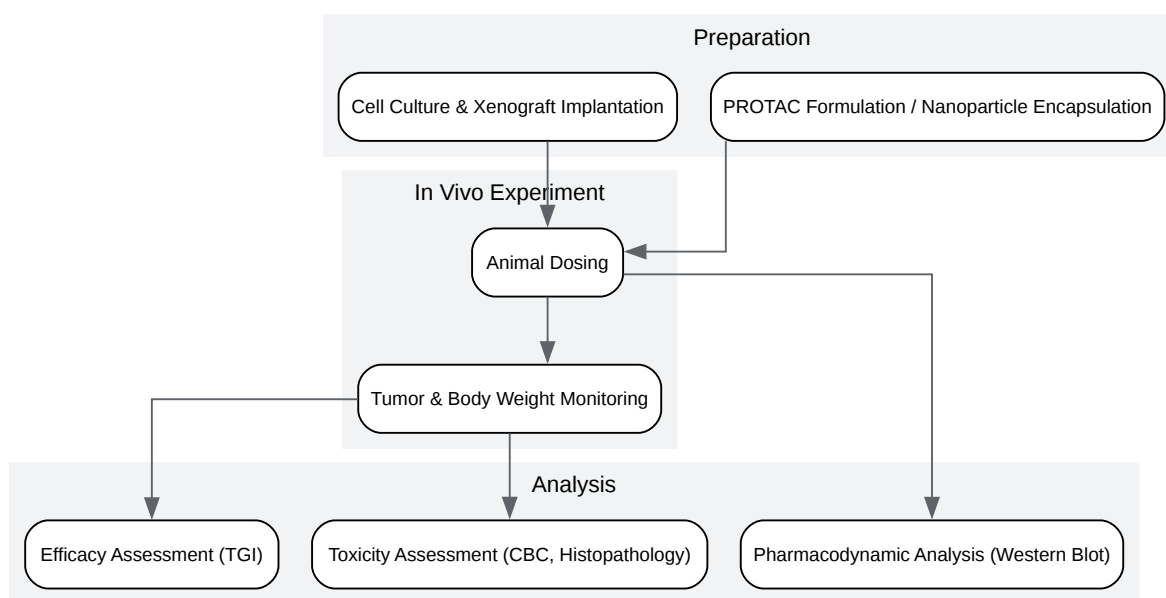 Preparation
Cell Culture & Xenograft Implantation
PROTAC Formulation / Nanoparticle Encapsulation
In Vivo Experiment
Animal Dosing
Tumor & Body Weight Monitoring
Analysis
Efficacy Assessment (TGI)
Toxicity Assessment (CBC, Histopathology)
Pharmacodynamic Analysis (Western Blot)